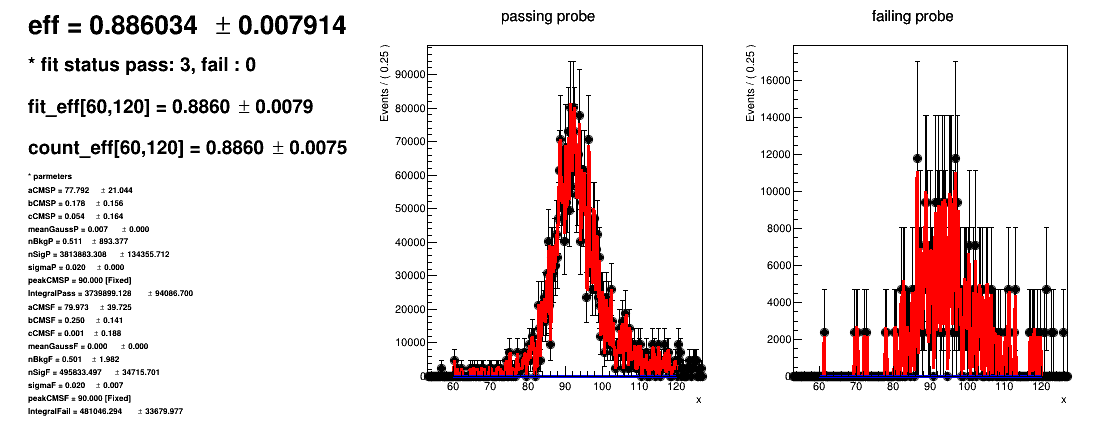 eff = 0.886034 ± 0.007914
* fit status pass: 3, fail : 0
fit_eff[60,120] = 0.8860 ± 0.0079
count_eff[60,120] = 0.8860 ± 0.0075
* parmeters
aCMSP = 77.792 ± 21.044
bCMSP = 0.178 ± 0.156
cCMSP = 0.054 ± 0.164
meanGaussP = 0.007 ± 0.000
nBkgP = 0.511 ± 893.377
nSigP = 3813883.308 ± 134355.712
sigmaP = 0.020 ± 0.000
peakCMSP = 90.000 [Fixed]
IntegralPass = 3739899.128 ± 94086.700
aCMSF = 79.973 ± 39.725
bCMSF = 0.250 ± 0.141
cCMSF = 0.001 ± 0.188
meanGaussF = 0.000 ± 0.000
nBkgF = 0.501 ± 1.982
nSigF = 495833.497 ± 34715.701
sigmaF = 0.020 ± 0.007
peakCMSF = 90.000 [Fixed]
IntegralFail = 481046.294 ± 33679.977
passing probe
Events / ( 0.25 )
90000
80000
70000
60000
50000
40000
30000
20000
10000
0
60 70 80 90 100 110 120
x
failing probe
Events / ( 0.25 )
16000
14000
12000
10000
8000
6000
4000
2000
0
60 70 80 90 100 110 120
x